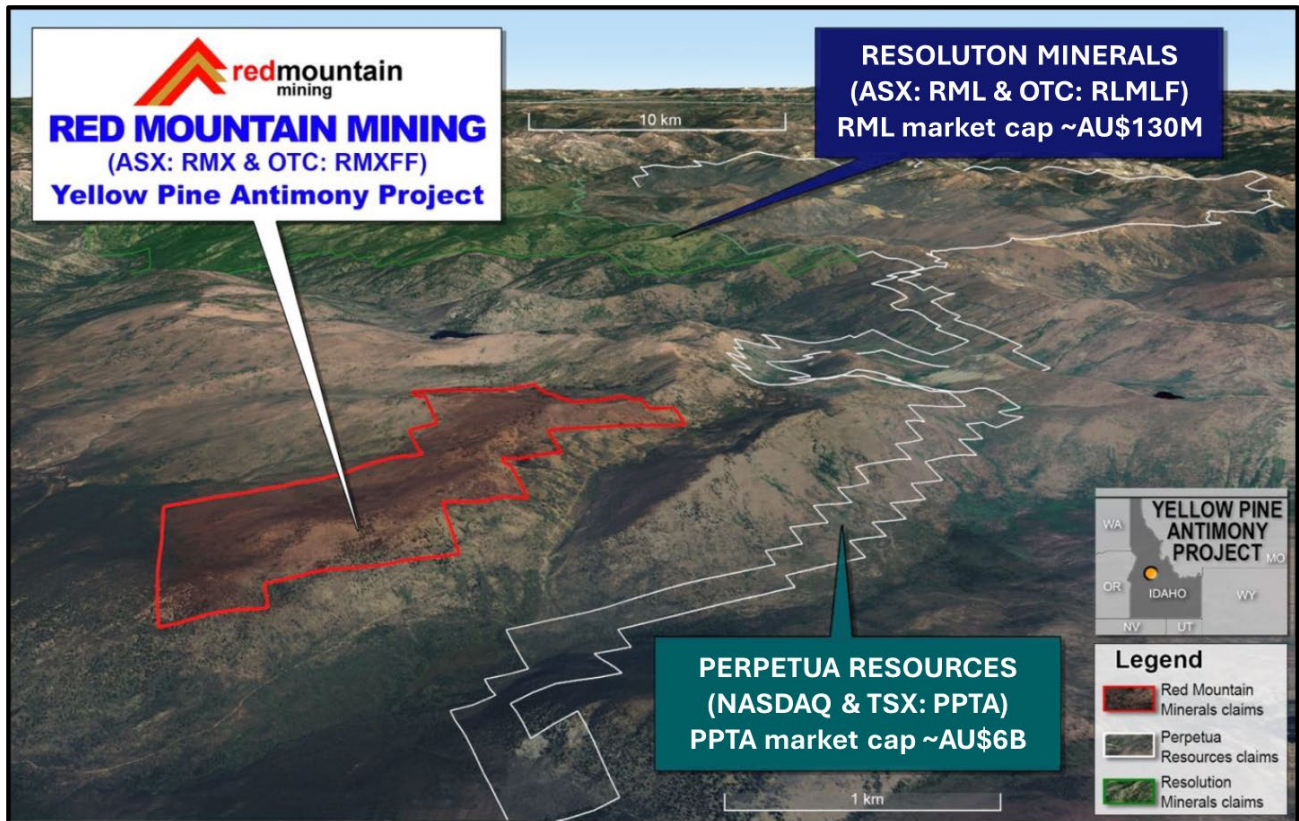 redmountain
mining
RED MOUNTAIN MINING
(ASX: RMX & OTC: RMXFF)
Yellow Pine Antimony Project
RESOLUTON MINERALS
(ASX: RML & OTC: RLMLF)
RML market cap ~AU$130M
10 km
PERPETUA RESOURCES
(NASDAQ & TSX: PPTA)
PPTA market cap ~AU$6B
1 km
YELLOW PINE
ANTIMONY
PROJECT
WA
MO
OR
IDAHO
WY
NV
UT
Legend
Red Mountain
Minerals claims
Perpetua
Resources claims
Resolution
Minerals claims